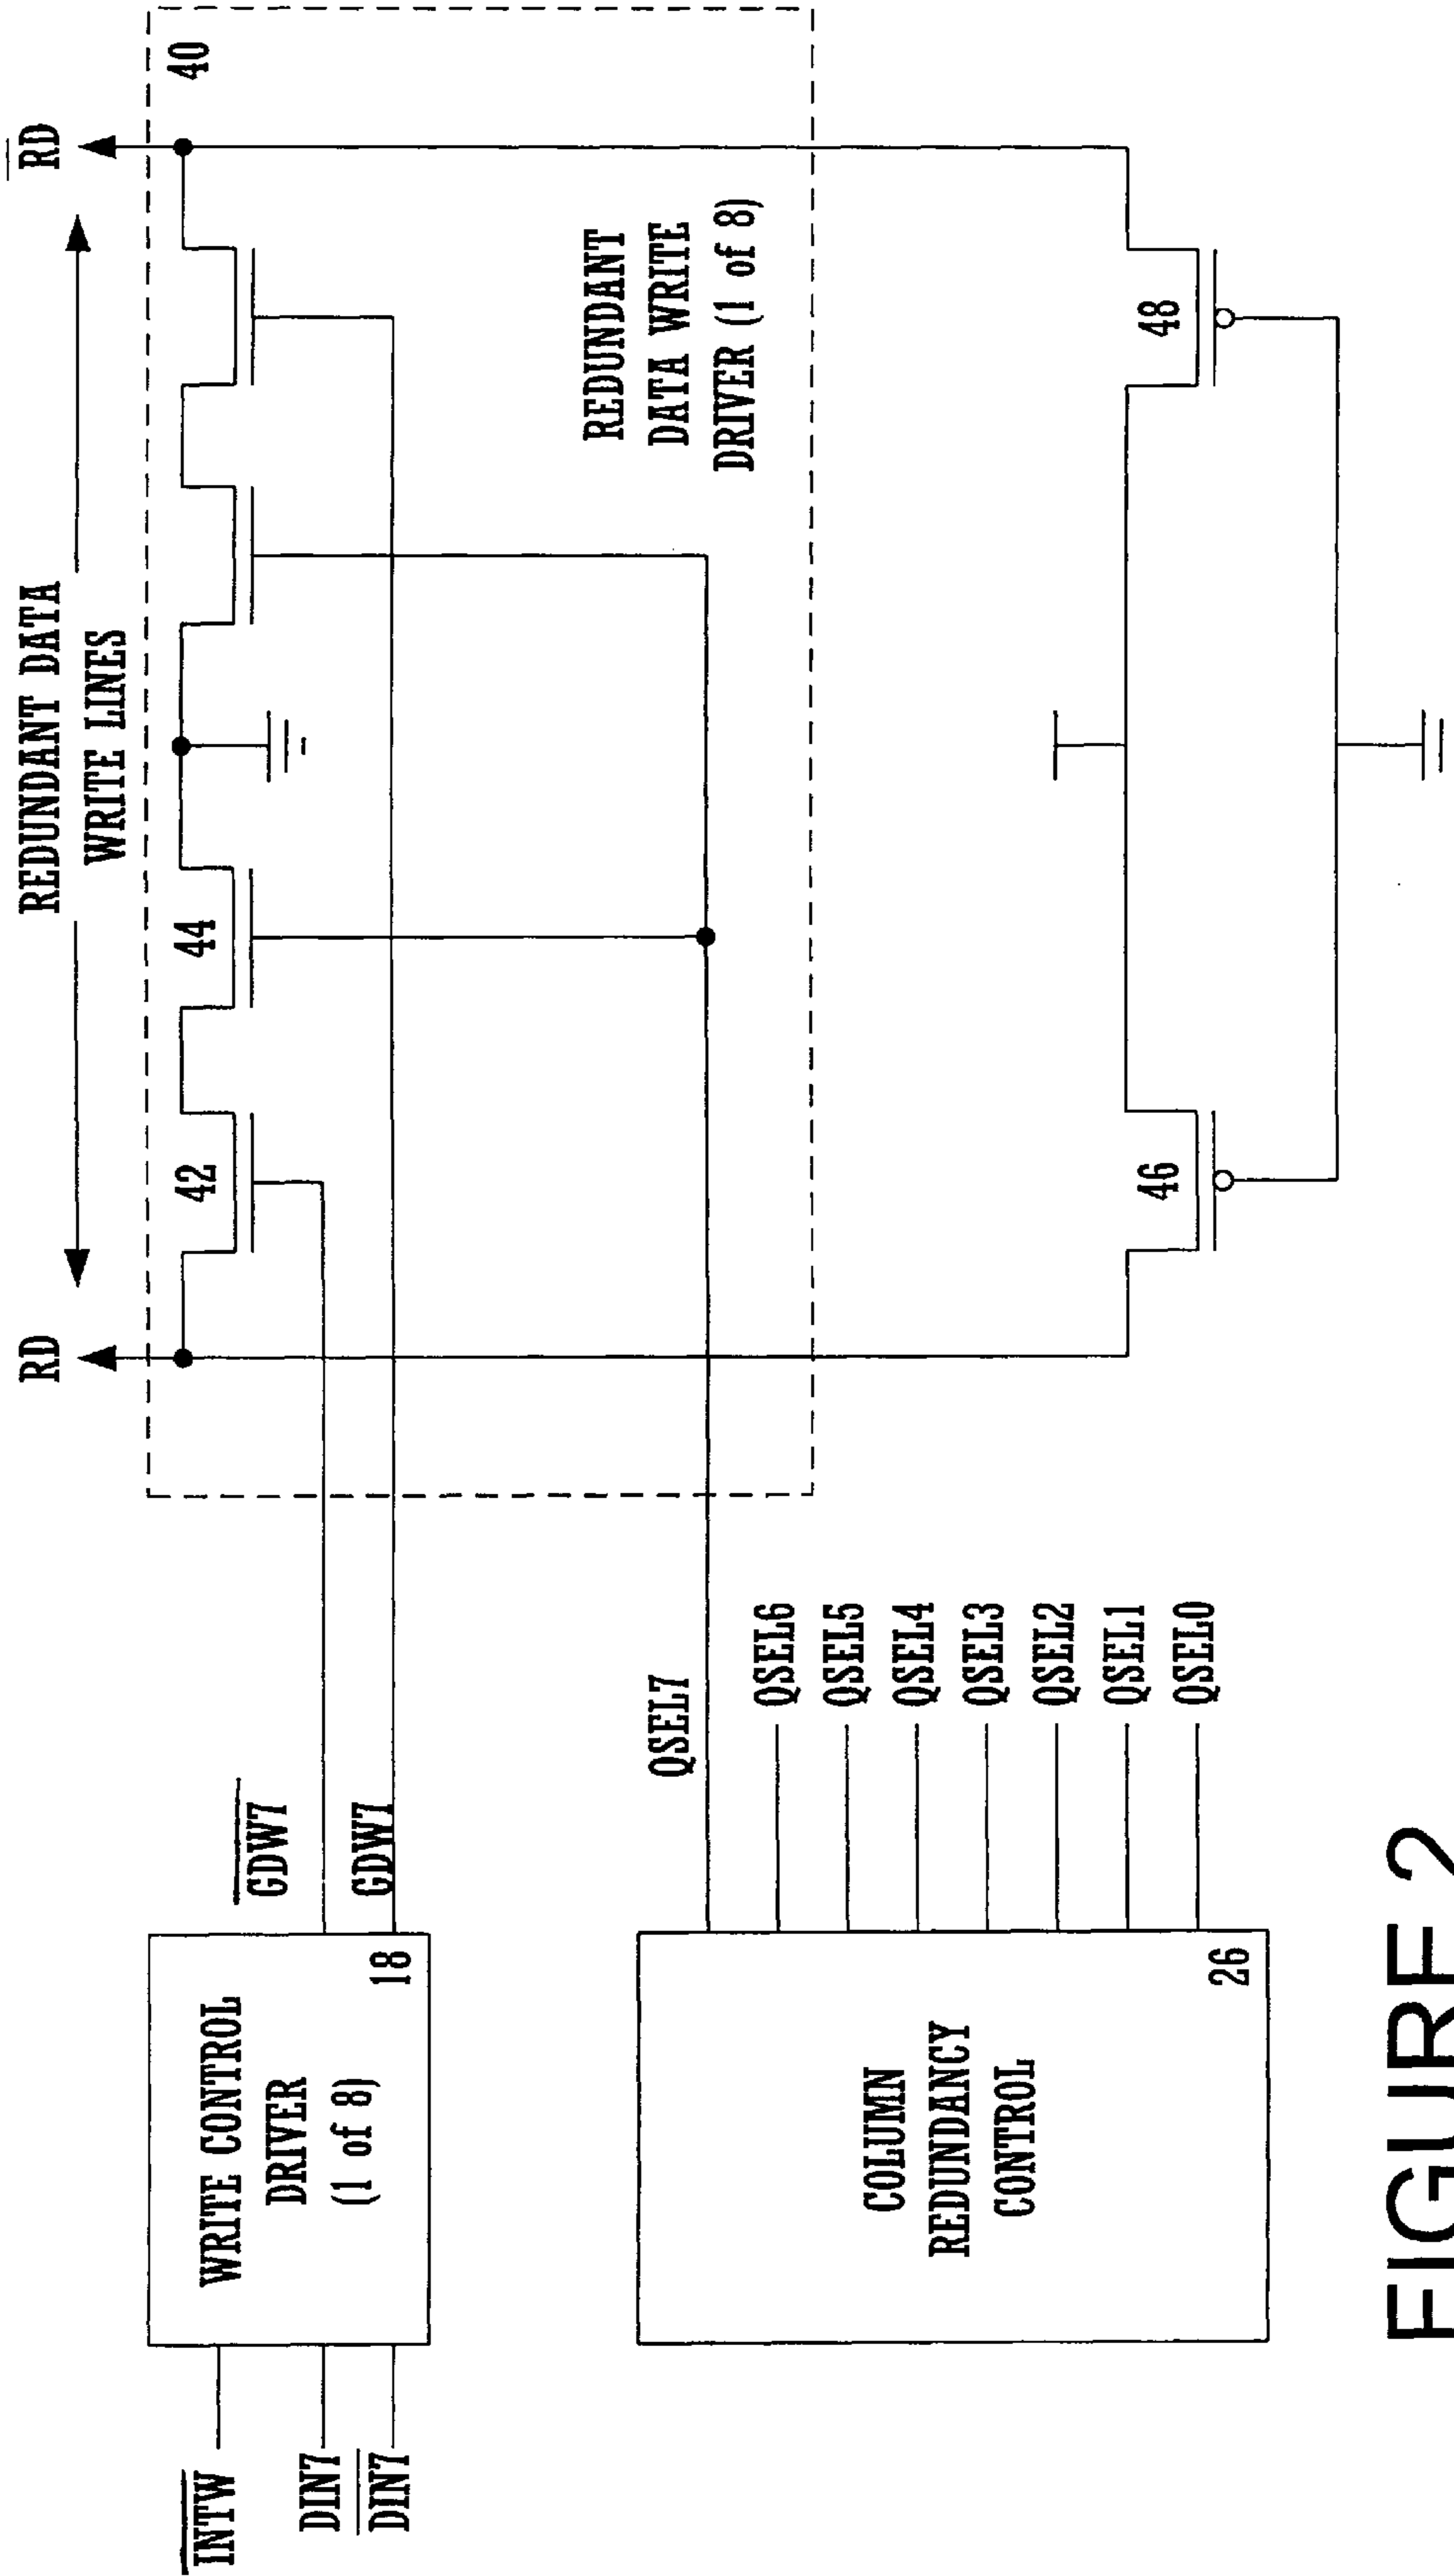 REDUNDANT DATA
WRITE LINES
RD
RD
40
42
44
REDUNDANT
DATA WRITE
DRIVER (1 of 8)
46
48
INTW
DIN7
DIN7
WRITE CONTROL
DRIVER
(1 of 8)
18
GDW7
GDW7
COLUMN
REDUNDANCY
CONTROL
26
QSEL7
QSEL6
QSEL5
QSEL4
QSEL3
QSEL2
QSEL1
QSEL0
FIGURE 2